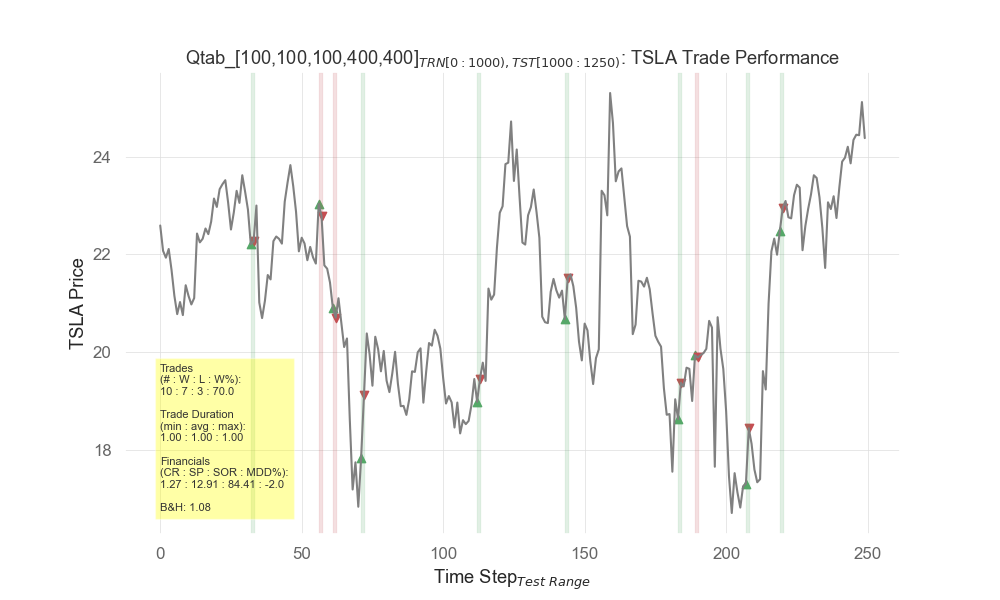 Qtab_[100,100,100,400,400]TRN[0 : 1000), TST[1000 : 1250): TSLA Trade Performance
24
22
20
18
TSLA Price
Trades
(# : W : L : W%):
10 : 7 : 3 : 70.0
Trade Duration
(min : avg : max):
1.00 : 1.00 : 1.00
Financials
(CR : SP : SOR : MDD%):
1.27 : 12.91 : 84.41 : -2.0
B&H: 1.08
0 50 100 150 200 250
Time StepTest Range